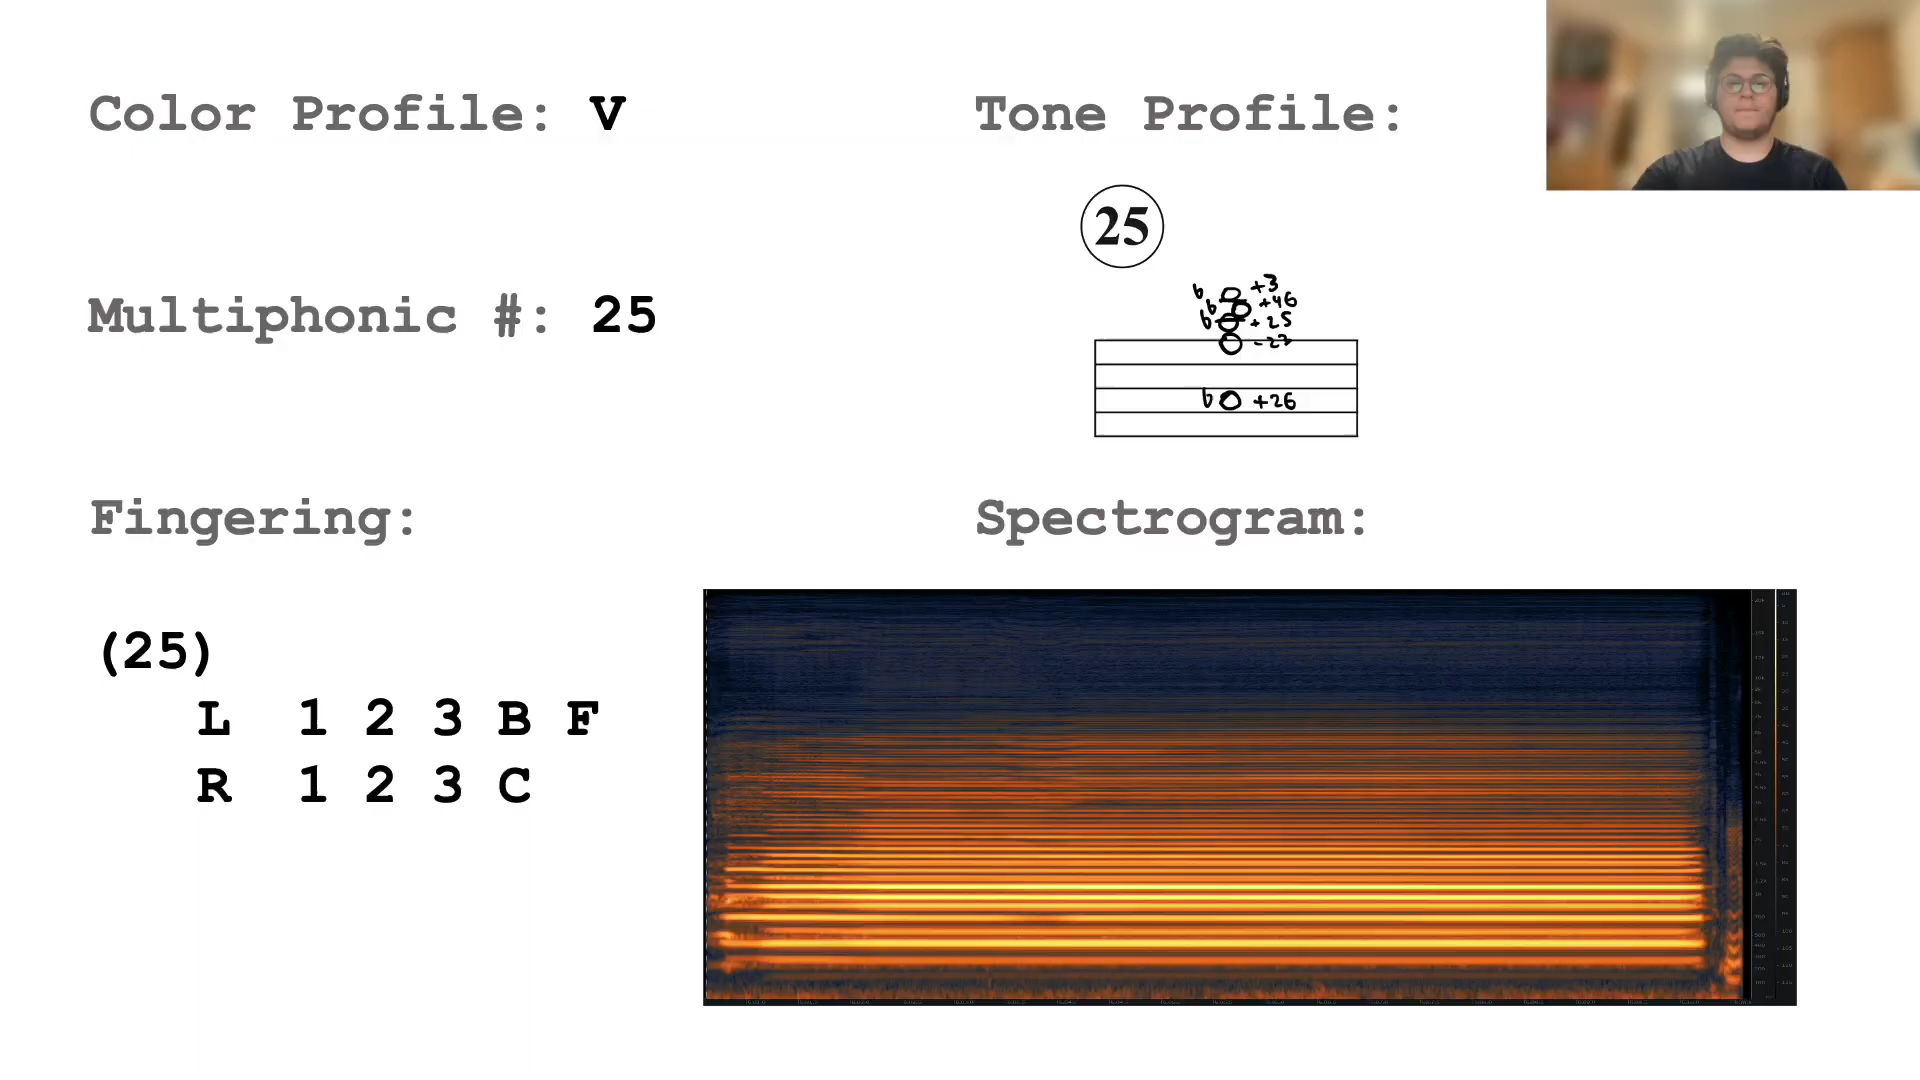 Color Profile: V
Tone Profile:
25
b +3
b +46
b +25
-23
b +26
Multiphonic #: 25
Fingering:
(25)
L 1 2 3 B F
R 1 2 3 C
Spectrogram: